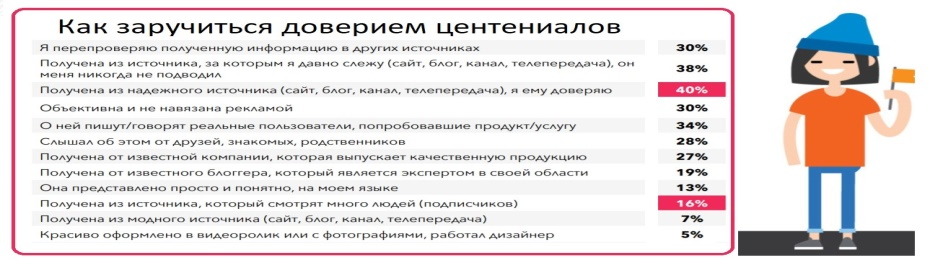 Как заручиться доверием центениалов
Я перепроверяю полученную информацию в других источниках 30%
Получена из источника, за которым я давно слежу (сайт, блог, канал, телепередача), он
меня никогда не подводил 38%
Получена из надежного источника (сайт, блог, канал, телепередача), я ему доверяю 40%
Объективна и не навязана рекламой 30%
О ней пишут/говорят реальные пользователи, попробовавшие продукт/услугу 34%
Слышал об этом от друзей, знакомых, родственников 28%
Получена от известной компании, которая выпускает качественную продукцию 27%
Получена от известного блоггера, который является экспертом в своей области 19%
Она представлено просто и понятно, на моем языке 13%
Получена из источника, который смотрят много людей (подписчиков) 16%
Получена из модного источника (сайт, блог, канал, телепередача) 7%
Красиво оформлено в видеоролик или с фотографиями, работал дизайнер 5%